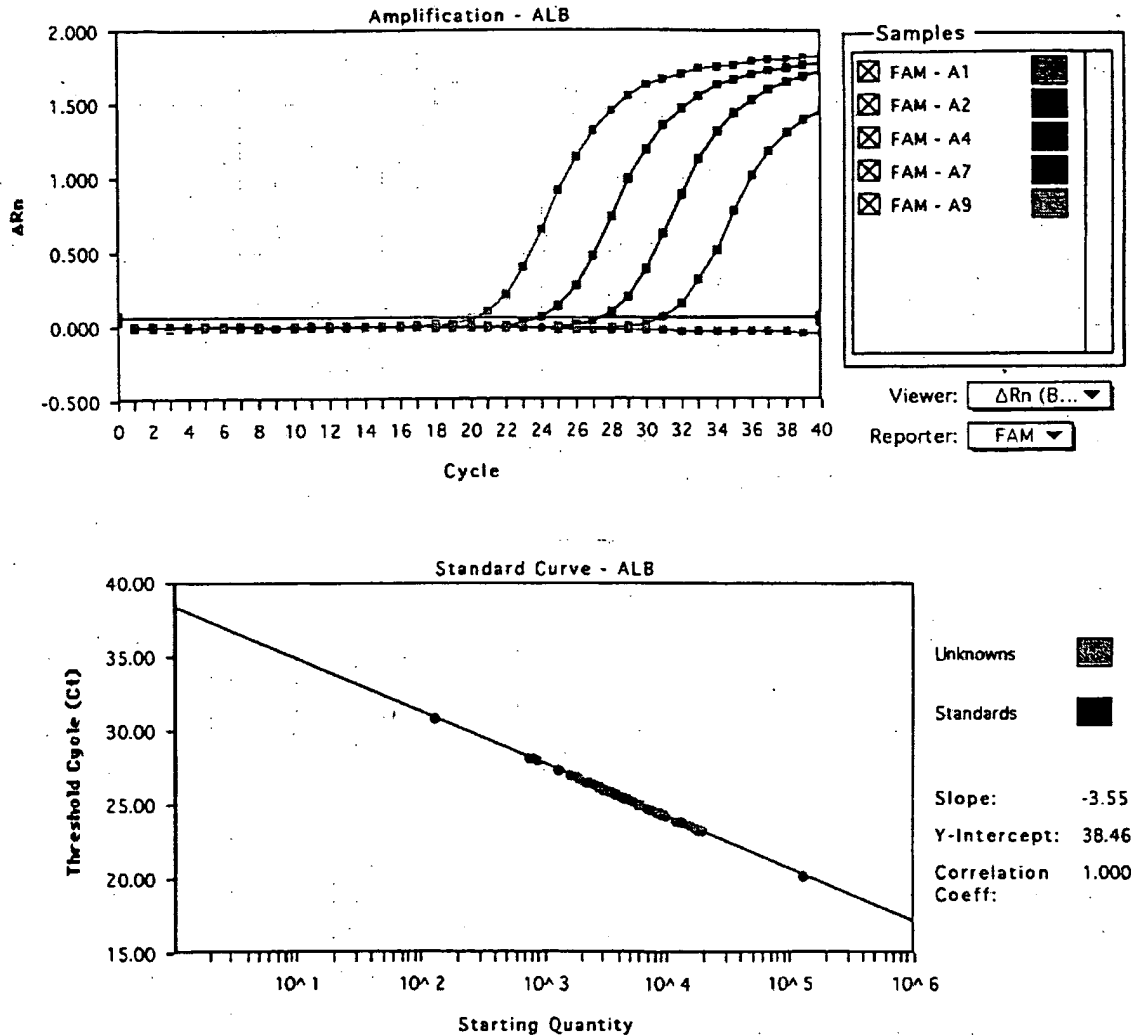 Amplification - ALB
2.000
1.500
1.000
0.500
0.000
-0.500
ΔRn
0 2 4 6 8 10 12 14 16 18 20 22 24 26 28 30 32 34 36 38 40
Cycle
Samples
FAM - A1
FAM - A2
FAM - A4
FAM - A7
FAM - A9
Viewer: ΔRn (B...
Reporter: FAM
Standard Curve - ALB
40.00
35.00
30.00
25.00
20.00
15.00
Threshold Cycle (Ct)
10^1 10^2 10^3 10^4 10^5 10^6
Starting Quantity
Unknowns
Standards
Slope: -3.55
Y-Intercept: 38.46
Correlation 1.000
Coeff: